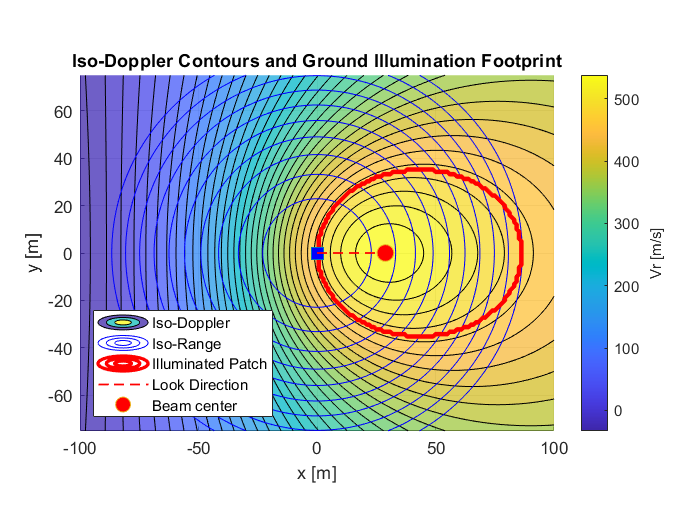 Iso-Doppler Contours and Ground Illumination Footprint
60
40
20
0
-20
-40
-60
y [m]
-100
-50
0
50
100
x [m]
Iso-Doppler
Iso-Range
Illuminated Patch
Look Direction
Beam center
500
400
300
200
100
0
Vr [m/s]